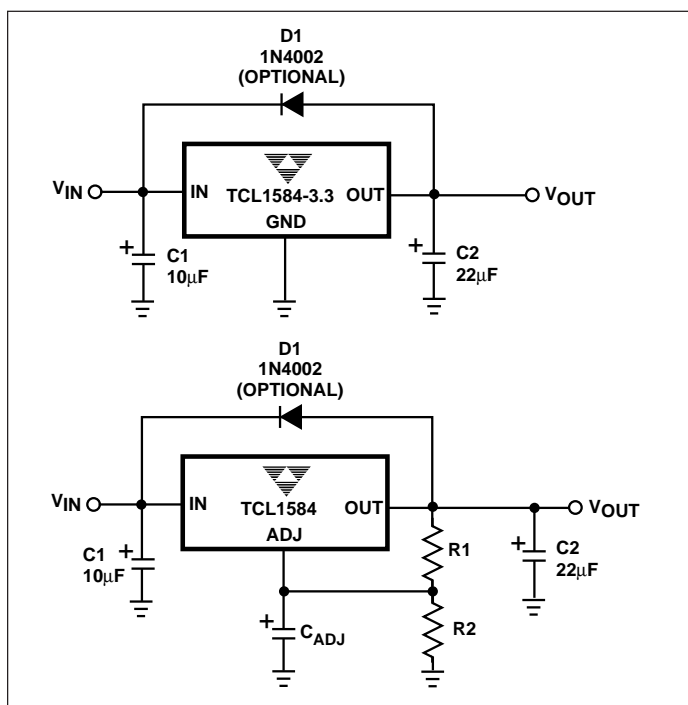 D1
1N4002
(OPTIONAL)
VIN
IN
TCL1584-3.3
OUT
VOUT
GND
+
C1
10µF
+
C2
22µF
D1
1N4002
(OPTIONAL)
VIN
IN
TCL1584
OUT
VOUT
ADJ
+
C1
10µF
R1
+
C2
22µF
+
CADJ
R2